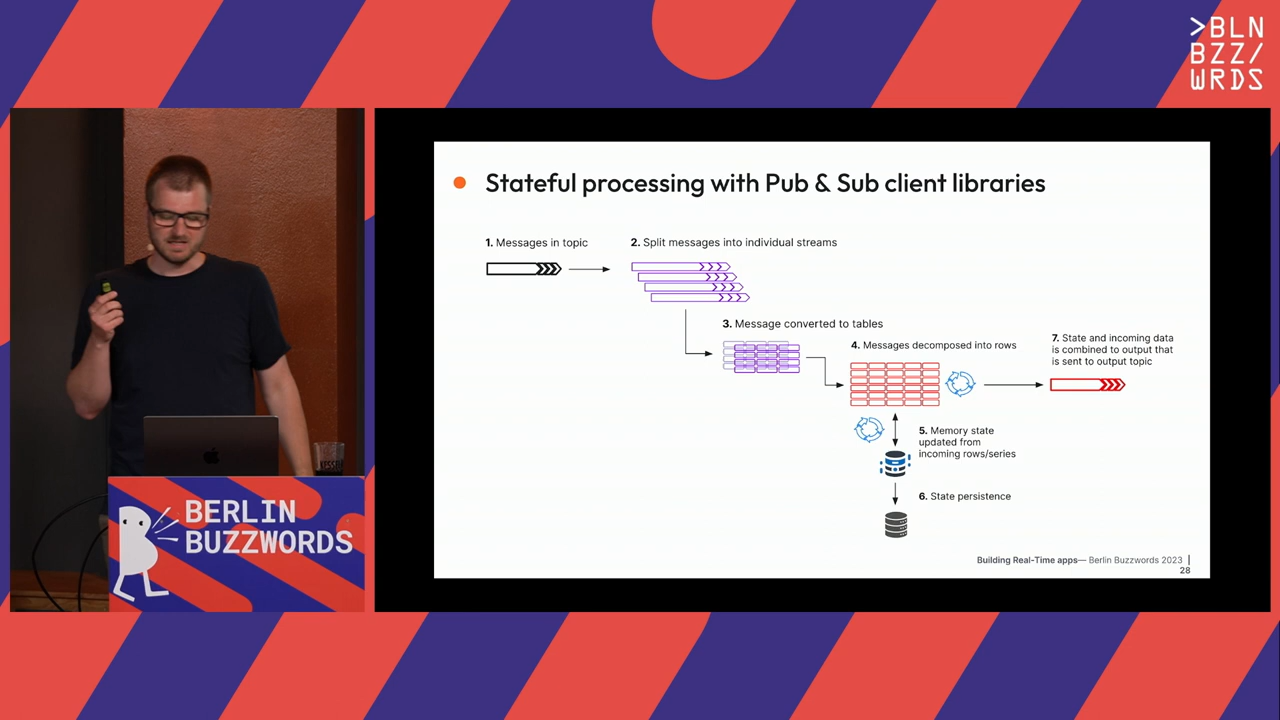 >BLN
BZZ/
WRDS
Stateful processing with Pub & Sub client libraries
1. Messages in topic
2. Split messages into individual streams
3. Message converted to tables
4. Messages decomposed into rows
7. State and incoming data
is combined to output that
is sent to output topic
5. Memory state
updated from
incoming rows/series
6. State persistence
Building Real-Time apps— Berlin Buzzwords 2023 |
28
BERLIN
BUZZWORDS